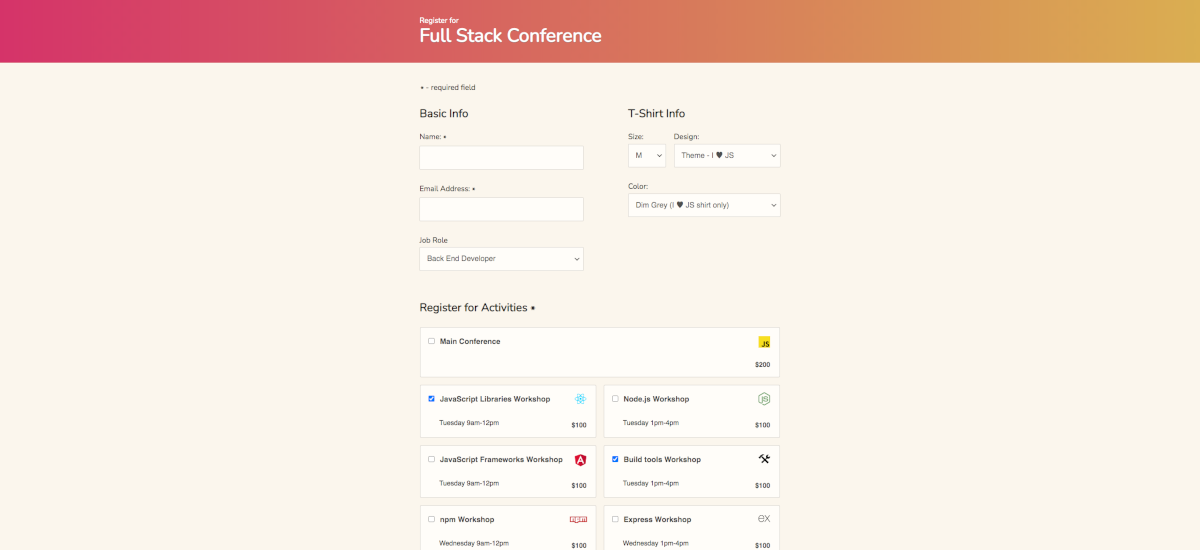 Register for
Full Stack Conference
* - required field
Basic Info
Name: *
Email Address: *
Job Role
Back End Developer
T-Shirt Info
Size:
Design:
M
Theme - I ♥ JS
Color:
Dim Grey (I ♥ JS shirt only)
Register for Activities *
Main Conference
JS
$200
JavaScript Libraries Workshop
Tuesday 9am-12pm
$100
Node.js Workshop
JS
Tuesday 1pm-4pm
$100
JavaScript Frameworks Workshop
A
Tuesday 9am-12pm
$100
Build tools Workshop
Tuesday 1pm-4pm
$100
npm Workshop
npm
Wednesday 9am-12pm
$100
Express Workshop
ex
Wednesday 1pm-4pm
$100